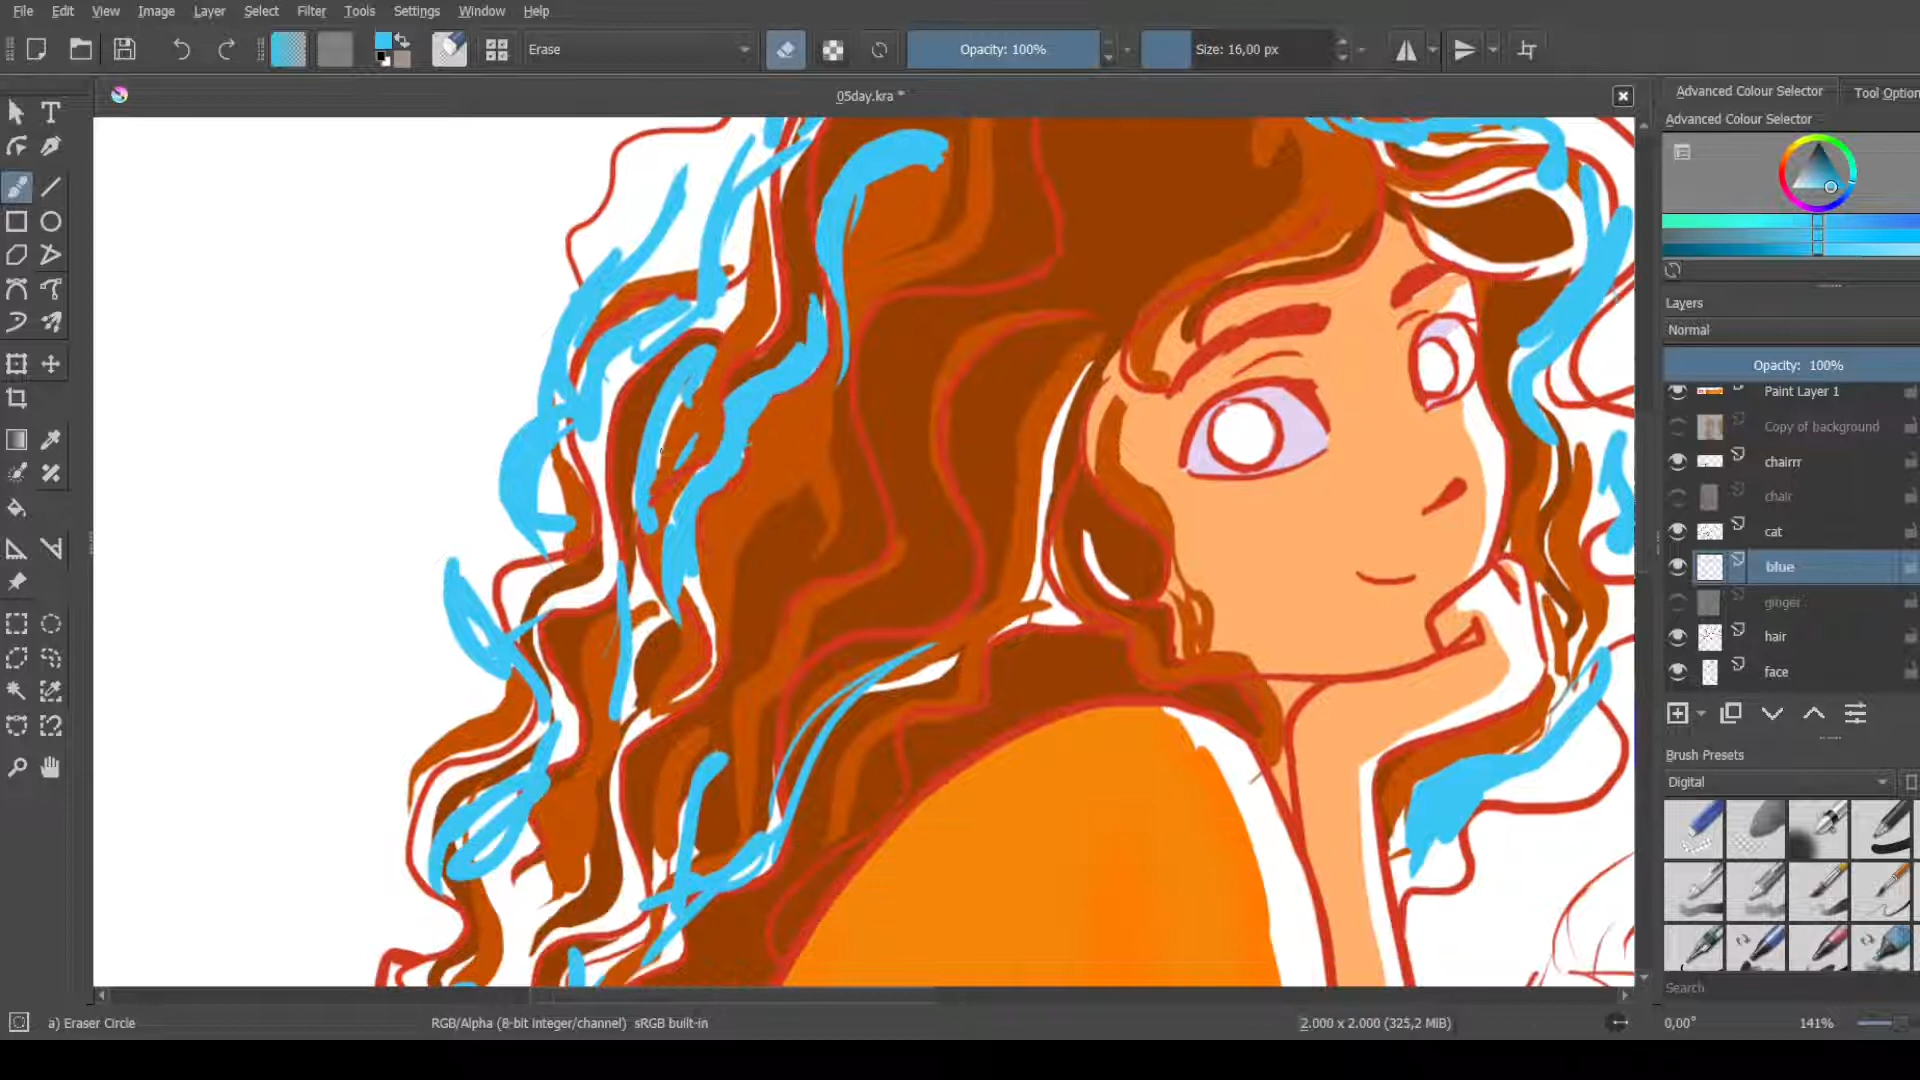 File Edit View Image Layer Select Filter Tools Settings Window Help
Erase Opacity: 100% Size: 16,00 px
05day.kra *
Advanced Colour Selector Tool Option
Advanced Colour Selector
Layers
Normal
Opacity: 100%
Paint Layer 1
Copy of background
chairrr
chair
cat
blue
ginger
hair
face
Brush Presets
Digital
Search
a) Eraser Circle RGB/Alpha (8-bit integer/channel) sRGB built-in 2.000 x 2.000 (325,2 MiB) 0,00° 141%